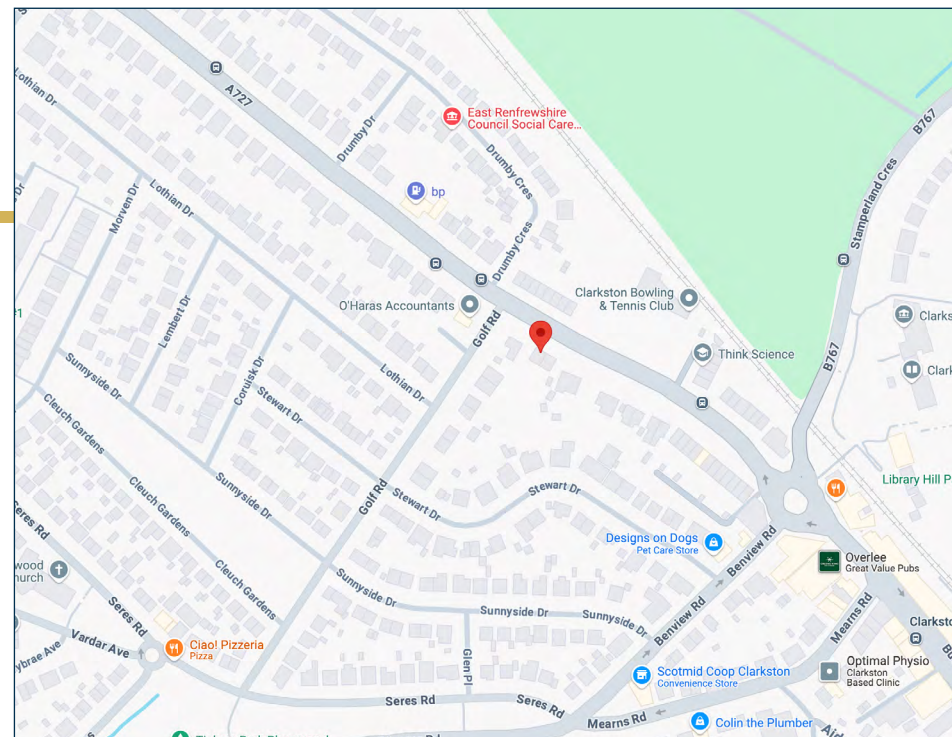 Lothian Dr
A727
East Renfrewshire
Council Social Care...
B767
Drumby Dr
Drumby Cres
bp
Morven Dr
Lothian Dr
Stamperland Cres
Drumby Cres
O'Haras Accountants
Golf Rd
Clarkston Bowling
& Tennis Club
Think Science
Lembert Dr
B767
Sunnyside Dr
Coruisk Dr
Stewart Dr
Lothian Dr
Cleuch Gardens
Golf Rd
Stewart Dr
Stewart Dr
Cleuch Gardens
Sunnyside Dr
Seres Rd
Library Hill P
Designs on Dogs
Pet Care Store
Benview Rd
Overlee
Great Value Pubs
wood
hurch
Cleuch Gardens
Sunnyside Dr
Sunnyside Dr
Sunnyside Dr
Benview Rd
Mearns Rd
Seres Rd
Vardar Ave
Ciao! Pizzeria
Pizza
Glen Pl
Scotmid Coop Clarkston
Convenience Store
Optimal Physio
Clarkston
Based Clinic
Seres Rd
Seres Rd
Mearns Rd
Colin the Plumber